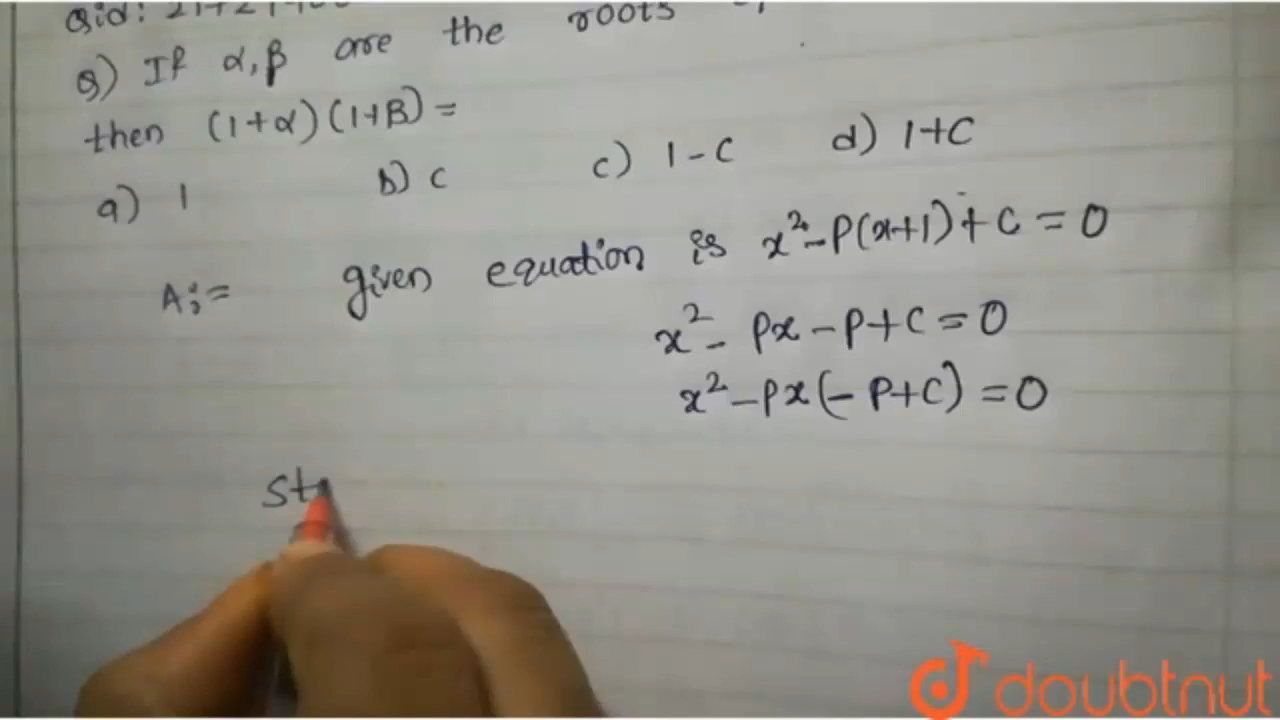 Qid:
Q) If α, β are the roots
then (1+α)(1+β)=
a) 1 b) c c) 1-C d) 1+C
A:= given equation is x²-P(x+1)+C=0
x²- Px-P+C=0
x²-Px(-P+C)=0
st
doubtnut